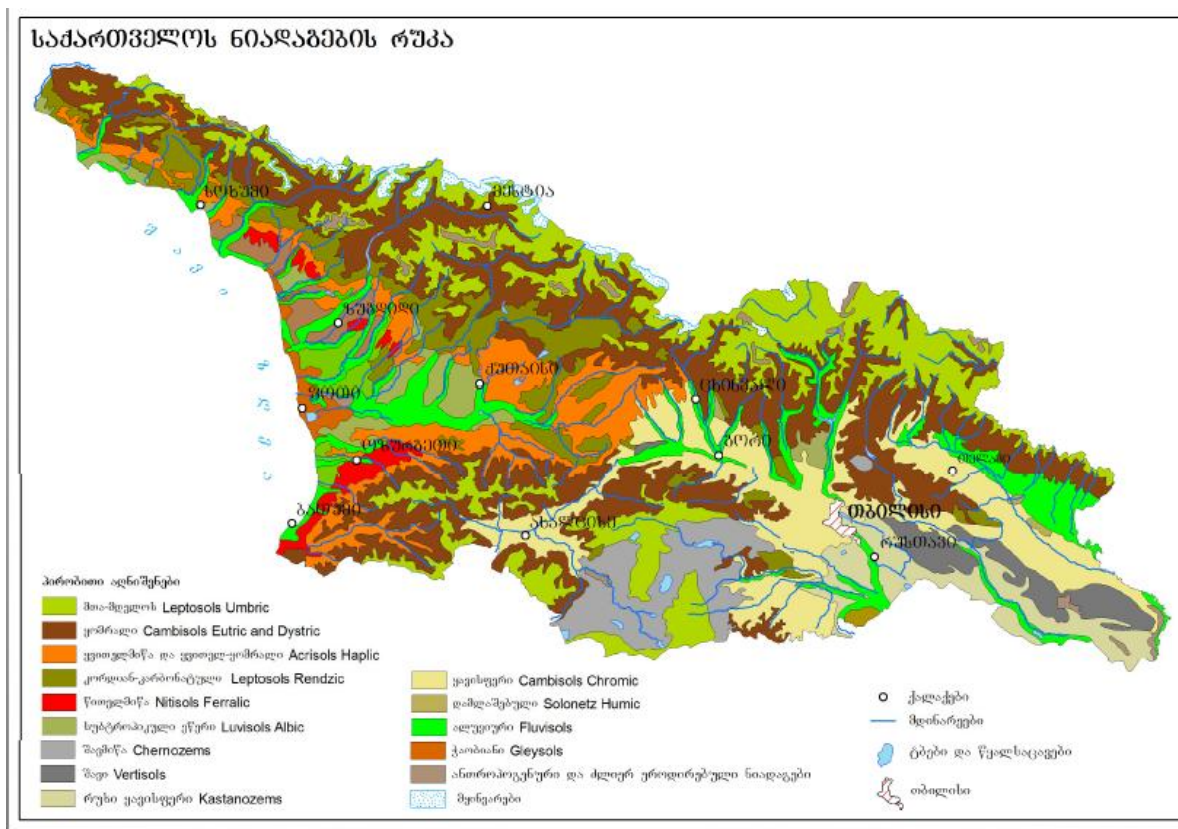 საქართველოს ნიადაგების რუკა
სოხუმი
მესტია
ზუგდიდი
ქუთაისი
ცხინვალი
ფოთი
ოზურგეთი
გორი
თელავი
ბათუმი
ახალციხე
თბილისი
რუსთავი
შავი
ზღვა
პირობითი აღნიშვნები
მთა-მდელოს Leptosols Umbric
ყომრალი Cambisols Eutric and Dystric
ყვითელმიწა და ყვითელ-ყომრალი Acrisols Haplic
კორდიან-კარბონატული Leptosols Rendzic
წითელმიწა Nitisols Ferralic
სუბტროპიკული ეწერი Luvisols Albic
შავმიწა Chernozems
შავი Vertisols
რუხი ყავისფერი Kastanozems
ყავისფერი Cambisols Chromic
დამლაშებული Solonetz Humic
ალუვიური Fluvisols
ჭაობიანი Gleysols
ანთროპოგენური და ძლიერ ეროდირებული ნიადაგები
მყინვარები
ქალაქები
მდინარეები
ტბები და წყალსაცავები
თბილისი